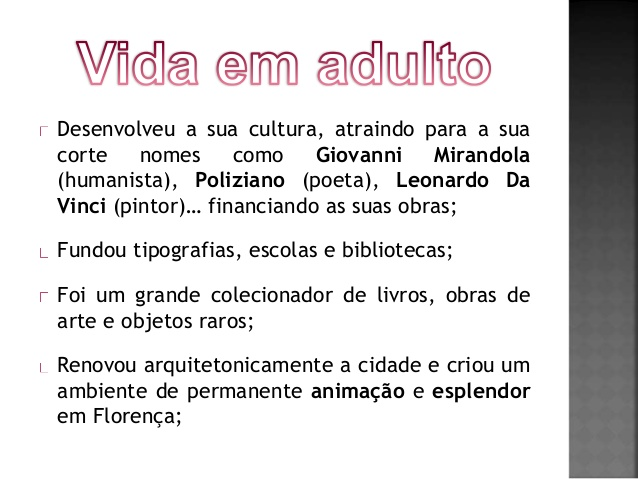 Vida em adulto
Desenvolveu a sua cultura, atraindo para a sua
corte nomes como Giovanni Mirandola
(humanista), Poliziano (poeta), Leonardo Da
Vinci (pintor)… financiando as suas obras;
Fundou tipografias, escolas e bibliotecas;
Foi um grande colecionador de livros, obras de
arte e objetos raros;
Renovou arquitetonicamente a cidade e criou um
ambiente de permanente animação e esplendor
em Florença;